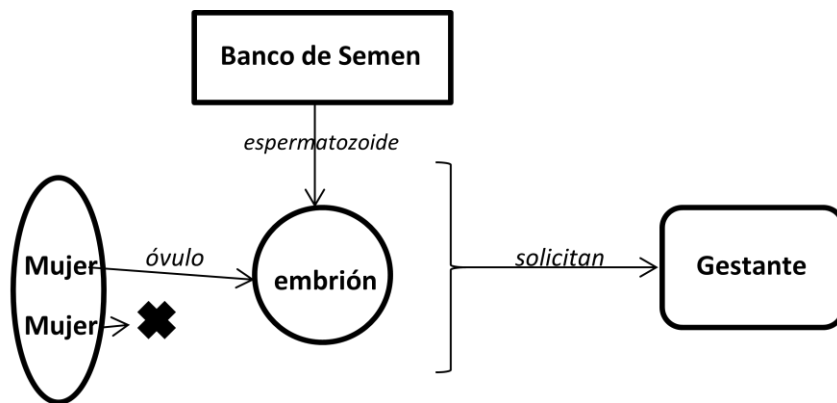 Banco de Semen
espermatozoide
Mujer
óvulo
embrión
solicitan
Gestante
Mujer